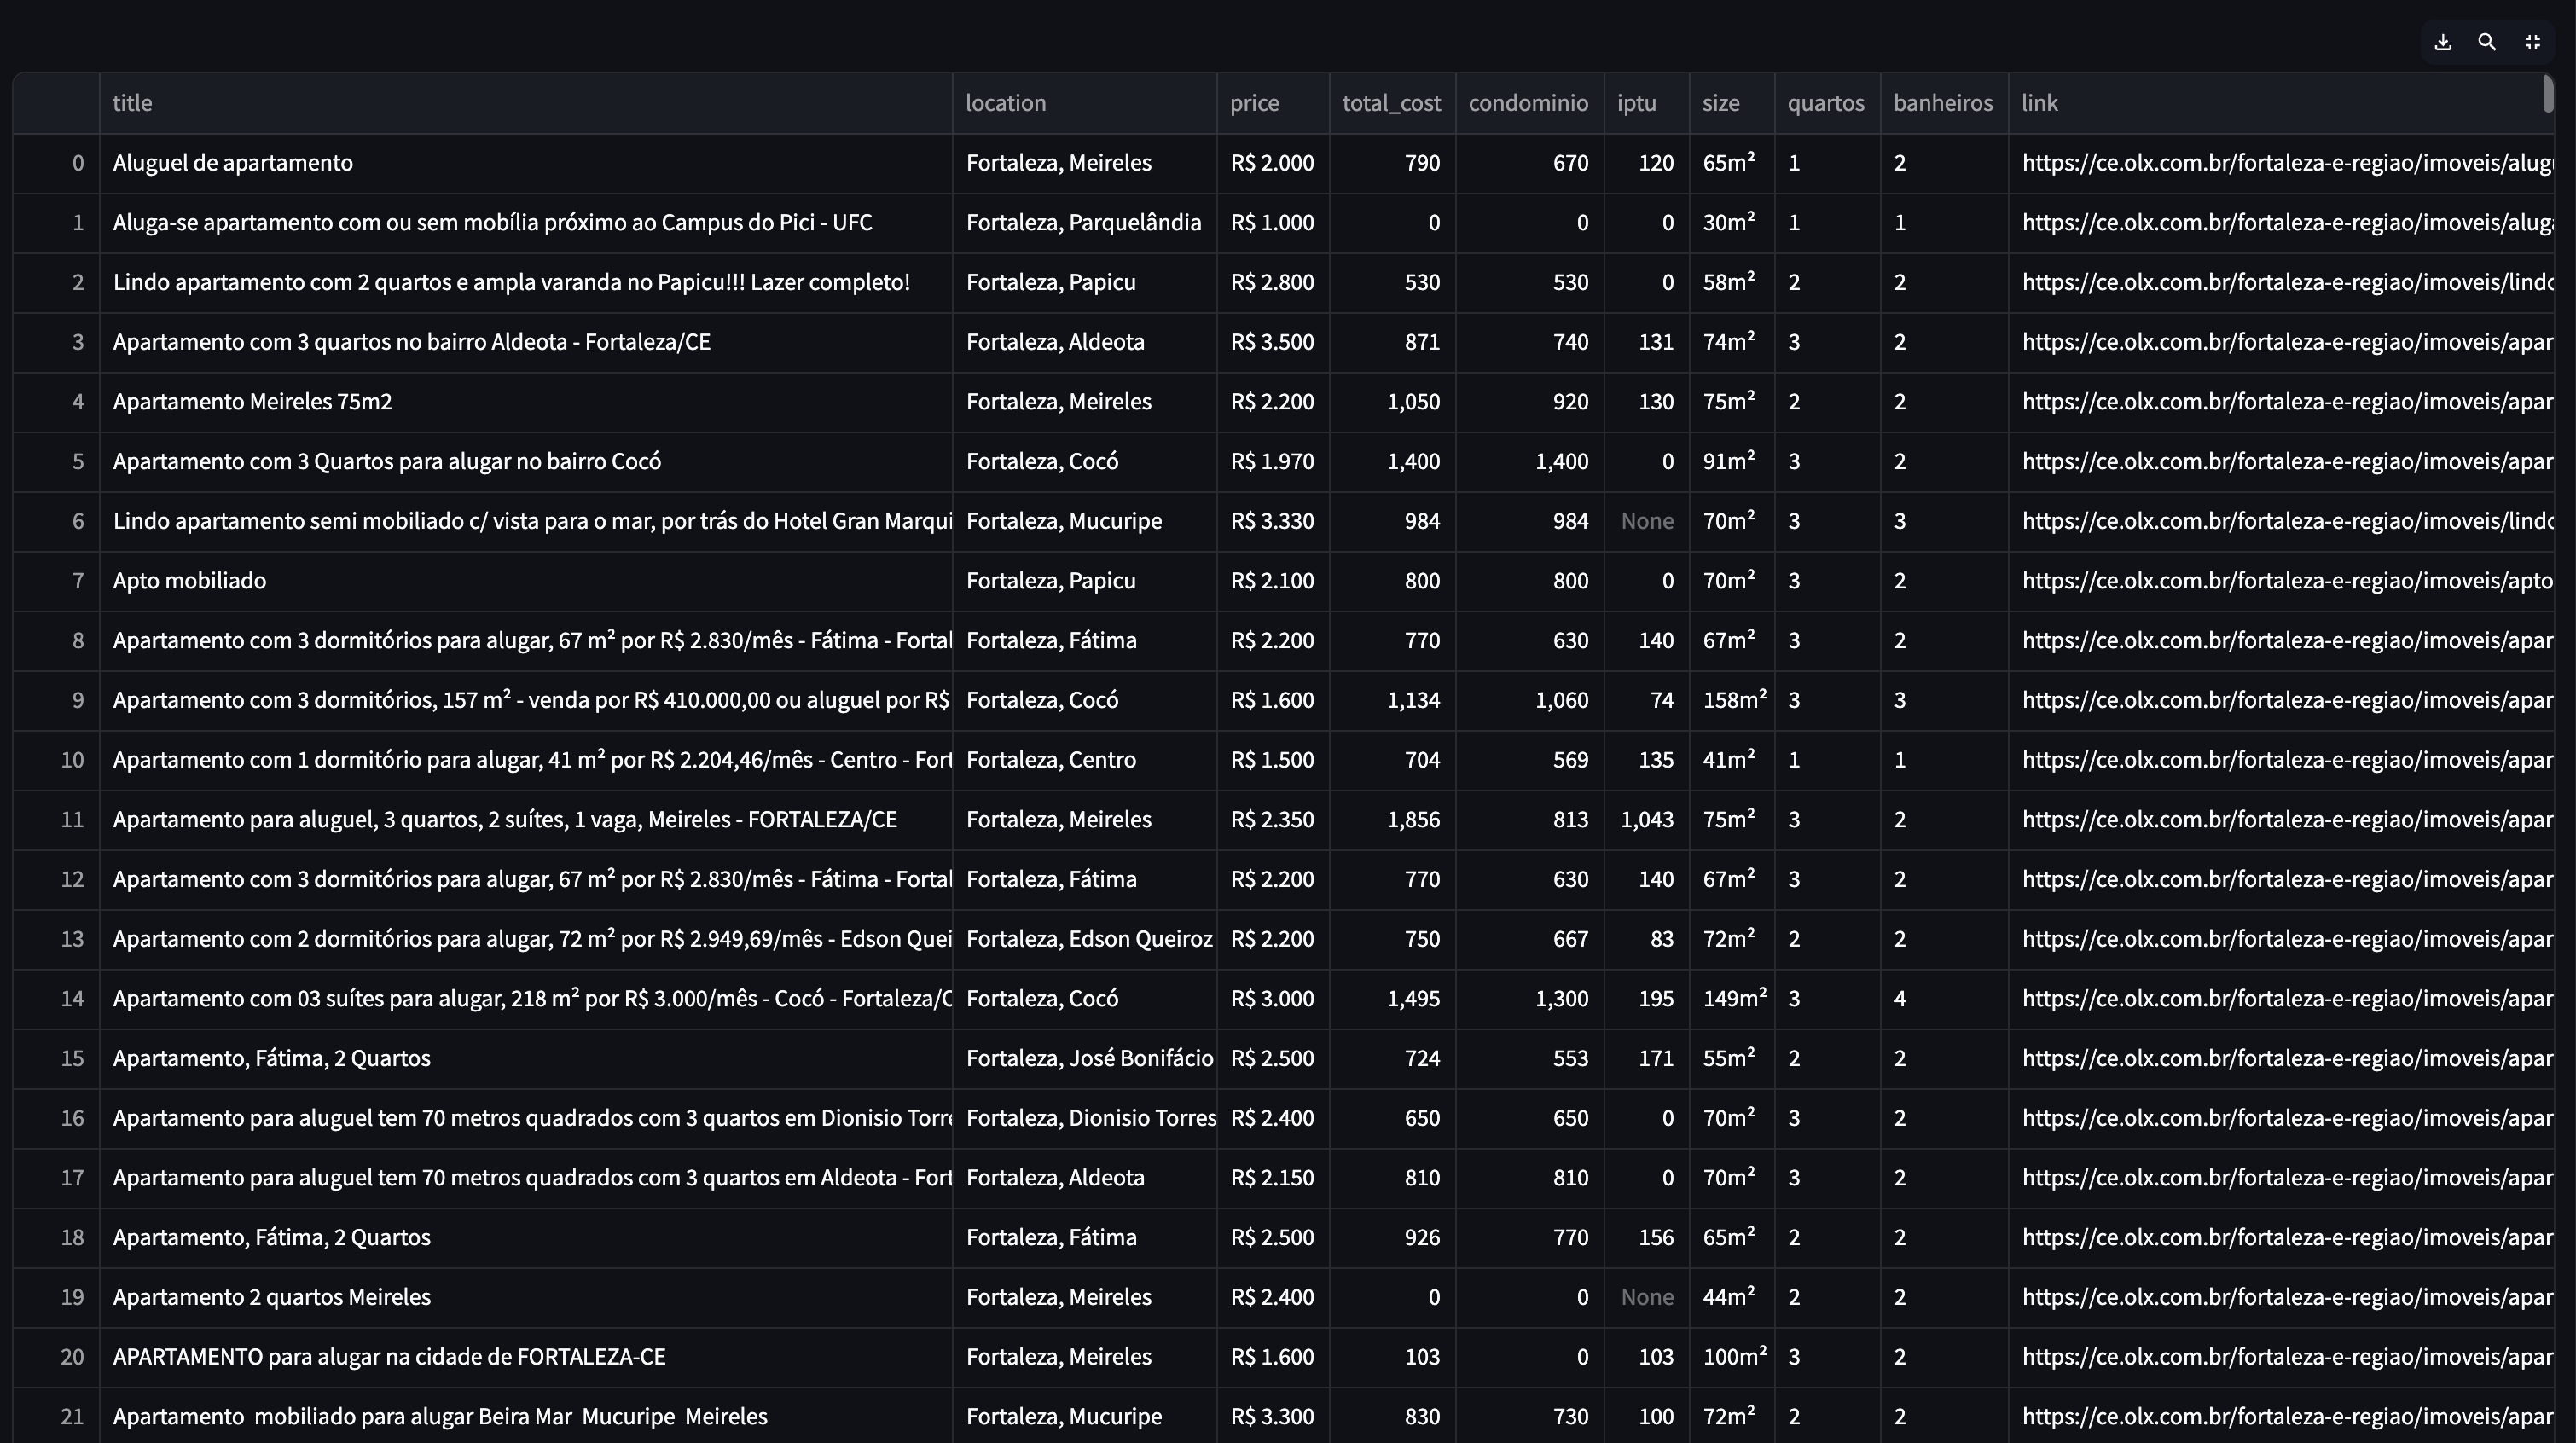 title location price total_cost condominio iptu size quartos banheiros link
0 Aluguel de apartamento Fortaleza, Meireles R$ 2.000 790 670 120 65m² 1 2 https://ce.olx.com.br/fortaleza-e-regiao/imoveis/alug
1 Aluga-se apartamento com ou sem mobília próximo ao Campus do Pici - UFC Fortaleza, Parquelândia R$ 1.000 0 0 0 30m² 1 1 https://ce.olx.com.br/fortaleza-e-regiao/imoveis/alug
2 Lindo apartamento com 2 quartos e ampla varanda no Papicu!!! Lazer completo! Fortaleza, Papicu R$ 2.800 530 530 0 58m² 2 2 https://ce.olx.com.br/fortaleza-e-regiao/imoveis/lind
3 Apartamento com 3 quartos no bairro Aldeota - Fortaleza/CE Fortaleza, Aldeota R$ 3.500 871 740 131 74m² 3 2 https://ce.olx.com.br/fortaleza-e-regiao/imoveis/apar
4 Apartamento Meireles 75m2 Fortaleza, Meireles R$ 2.200 1,050 920 130 75m² 2 2 https://ce.olx.com.br/fortaleza-e-regiao/imoveis/apar
5 Apartamento com 3 Quartos para alugar no bairro Cocó Fortaleza, Cocó R$ 1.970 1,400 1,400 0 91m² 3 2 https://ce.olx.com.br/fortaleza-e-regiao/imoveis/apar
6 Lindo apartamento semi mobiliado c/ vista para o mar, por trás do Hotel Gran Marqui Fortaleza, Mucuripe R$ 3.330 984 984 None 70m² 3 3 https://ce.olx.com.br/fortaleza-e-regiao/imoveis/lind
7 Apto mobiliado Fortaleza, Papicu R$ 2.100 800 800 0 70m² 3 2 https://ce.olx.com.br/fortaleza-e-regiao/imoveis/apto
8 Apartamento com 3 dormitórios para alugar, 67 m² por R$ 2.830/mês - Fátima - Fortal Fortaleza, Fátima R$ 2.200 770 630 140 67m² 3 2 https://ce.olx.com.br/fortaleza-e-regiao/imoveis/apar
9 Apartamento com 3 dormitórios, 157 m² - venda por R$ 410.000,00 ou aluguel por R$ Fortaleza, Cocó R$ 1.600 1,134 1,060 74 158m² 3 3 https://ce.olx.com.br/fortaleza-e-regiao/imoveis/apar
10 Apartamento com 1 dormitório para alugar, 41 m² por R$ 2.204,46/mês - Centro - Fort Fortaleza, Centro R$ 1.500 704 569 135 41m² 1 1 https://ce.olx.com.br/fortaleza-e-regiao/imoveis/apar
11 Apartamento para aluguel, 3 quartos, 2 suítes, 1 vaga, Meireles - FORTALEZA/CE Fortaleza, Meireles R$ 2.350 1,856 813 1,043 75m² 3 2 https://ce.olx.com.br/fortaleza-e-regiao/imoveis/apar
12 Apartamento com 3 dormitórios para alugar, 67 m² por R$ 2.830/mês - Fátima - Fortal Fortaleza, Fátima R$ 2.200 770 630 140 67m² 3 2 https://ce.olx.com.br/fortaleza-e-regiao/imoveis/apar
13 Apartamento com 2 dormitórios para alugar, 72 m² por R$ 2.949,69/mês - Edson Quei Fortaleza, Edson Queiroz R$ 2.200 750 667 83 72m² 2 2 https://ce.olx.com.br/fortaleza-e-regiao/imoveis/apar
14 Apartamento com 03 suítes para alugar, 218 m² por R$ 3.000/mês - Cocó - Fortaleza/C Fortaleza, Cocó R$ 3.000 1,495 1,300 195 149m² 3 4 https://ce.olx.com.br/fortaleza-e-regiao/imoveis/apar
15 Apartamento, Fátima, 2 Quartos Fortaleza, José Bonifácio R$ 2.500 724 553 171 55m² 2 2 https://ce.olx.com.br/fortaleza-e-regiao/imoveis/apar
16 Apartamento para aluguel tem 70 metros quadrados com 3 quartos em Dionisio Torre Fortaleza, Dionisio Torres R$ 2.400 650 650 0 70m² 3 2 https://ce.olx.com.br/fortaleza-e-regiao/imoveis/apar
17 Apartamento para aluguel tem 70 metros quadrados com 3 quartos em Aldeota - Fort Fortaleza, Aldeota R$ 2.150 810 810 0 70m² 3 2 https://ce.olx.com.br/fortaleza-e-regiao/imoveis/apar
18 Apartamento, Fátima, 2 Quartos Fortaleza, Fátima R$ 2.500 926 770 156 65m² 2 2 https://ce.olx.com.br/fortaleza-e-regiao/imoveis/apar
19 Apartamento 2 quartos Meireles Fortaleza, Meireles R$ 2.400 0 0 None 44m² 2 2 https://ce.olx.com.br/fortaleza-e-regiao/imoveis/apar
20 APARTAMENTO para alugar na cidade de FORTALEZA-CE Fortaleza, Meireles R$ 1.600 103 0 103 100m² 3 2 https://ce.olx.com.br/fortaleza-e-regiao/imoveis/apar
21 Apartamento mobiliado para alugar Beira Mar Mucuripe Meireles Fortaleza, Mucuripe R$ 3.300 830 730 100 72m² 2 2 https://ce.olx.com.br/fortaleza-e-regiao/imoveis/apar